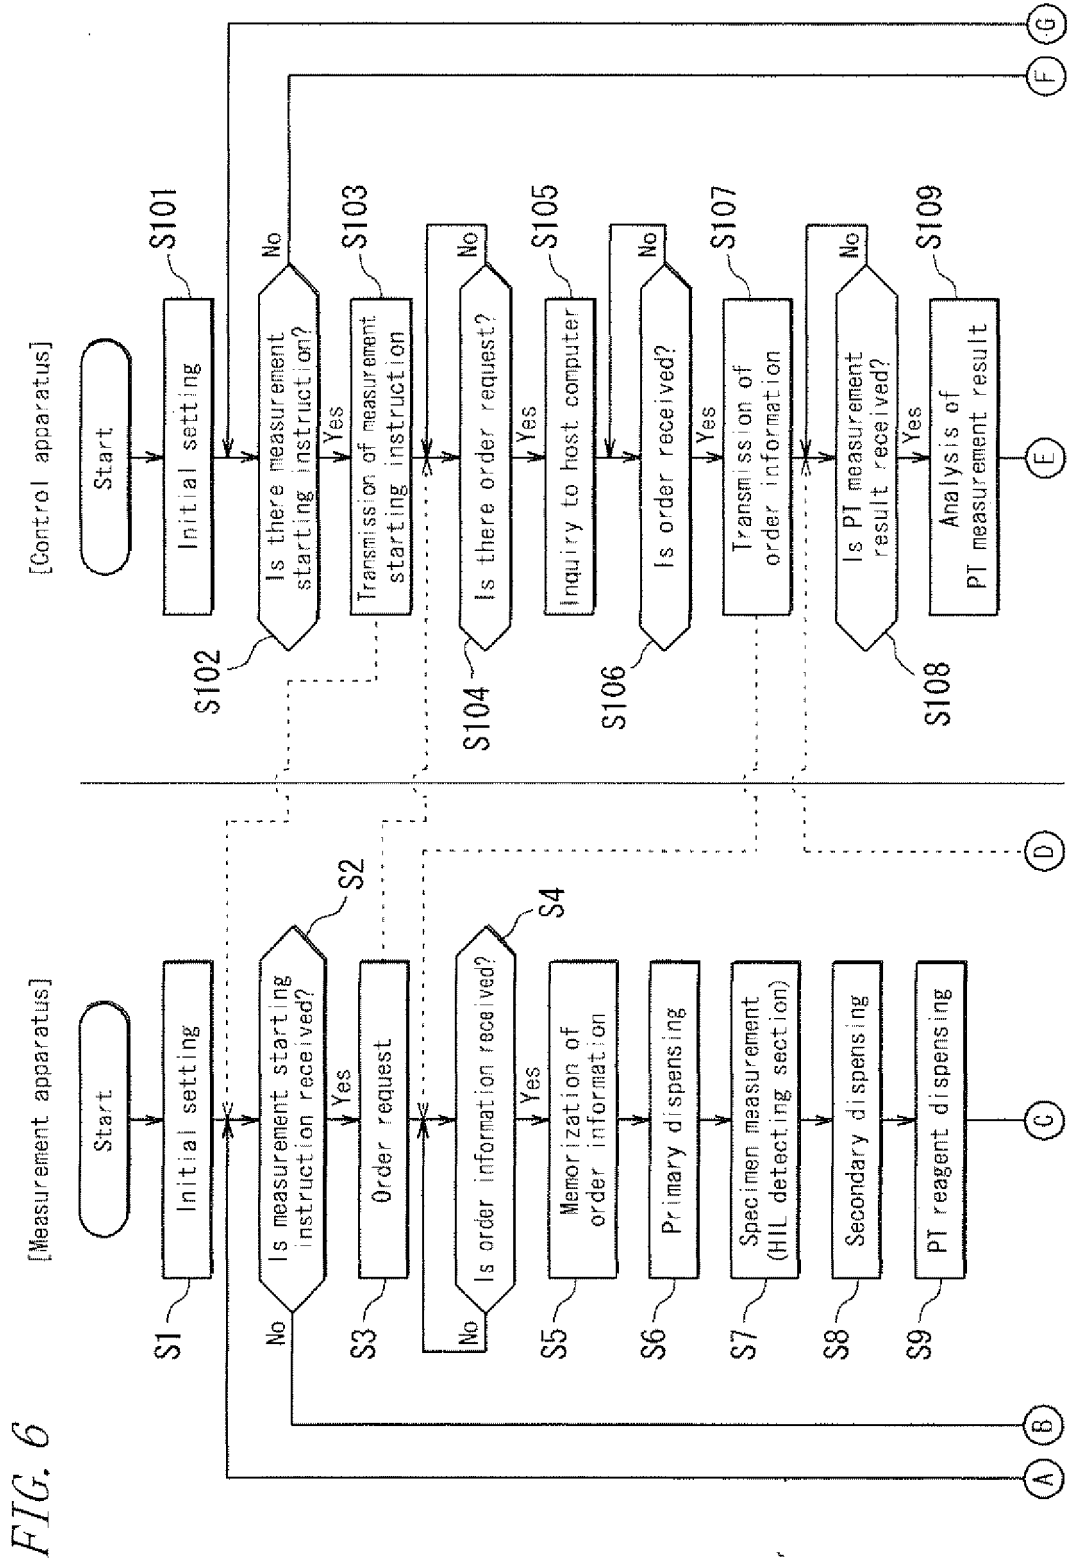 FIG. 6
[Measurement apparatus]
Start
Initial setting
S1
Is measurement starting
instruction received?
S2
No
Yes
Order request
S3
Is order information received?
S4
No
Yes
Memorization of
order information
S5
Primary dispensing
S6
Specimen measurement
(HIL detecting section)
S7
Secondary dispensing
S8
PT reagent dispensing
S9
A
B
C
D
[Control apparatus]
Start
Initial setting
S101
Is there measurement
starting instruction?
S102
No
Yes
Transmission of measurement
starting instruction
S103
Is there order request?
S104
No
Yes
Inquiry to host computer
S105
Is order received?
S106
No
Yes
Transmission of
order information
S107
Is PT measurement
result received?
S108
No
Yes
Analysis of
PT measurement result
S109
E
F
G